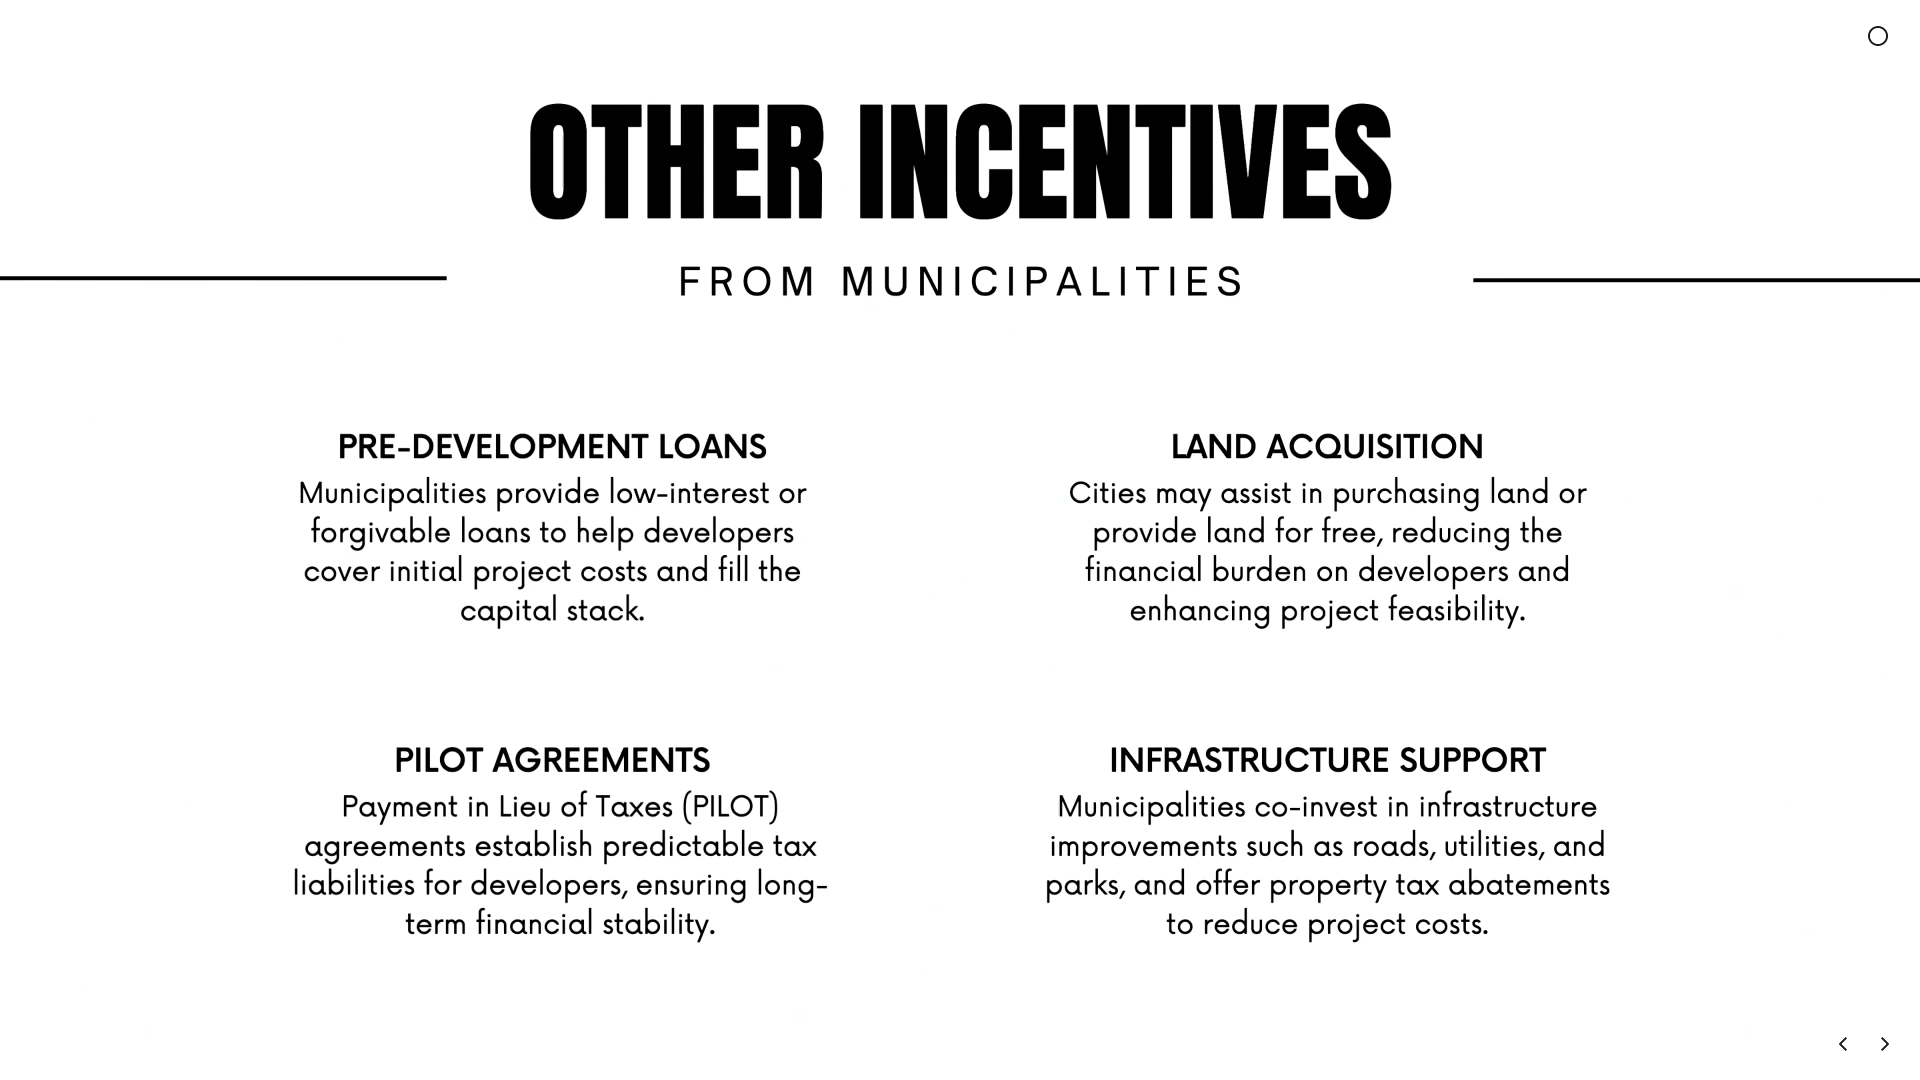 OTHER INCENTIVES
FROM MUNICIPALITIES
PRE-DEVELOPMENT LOANS
Municipalities provide low-interest or
forgivable loans to help developers
cover initial project costs and fill the
capital stack.
LAND ACQUISITION
Cities may assist in purchasing land or
provide land for free, reducing the
financial burden on developers and
enhancing project feasibility.
PILOT AGREEMENTS
Payment in Lieu of Taxes (PILOT)
agreements establish predictable tax
liabilities for developers, ensuring long-
term financial stability.
INFRASTRUCTURE SUPPORT
Municipalities co-invest in infrastructure
improvements such as roads, utilities, and
parks, and offer property tax abatements
to reduce project costs.